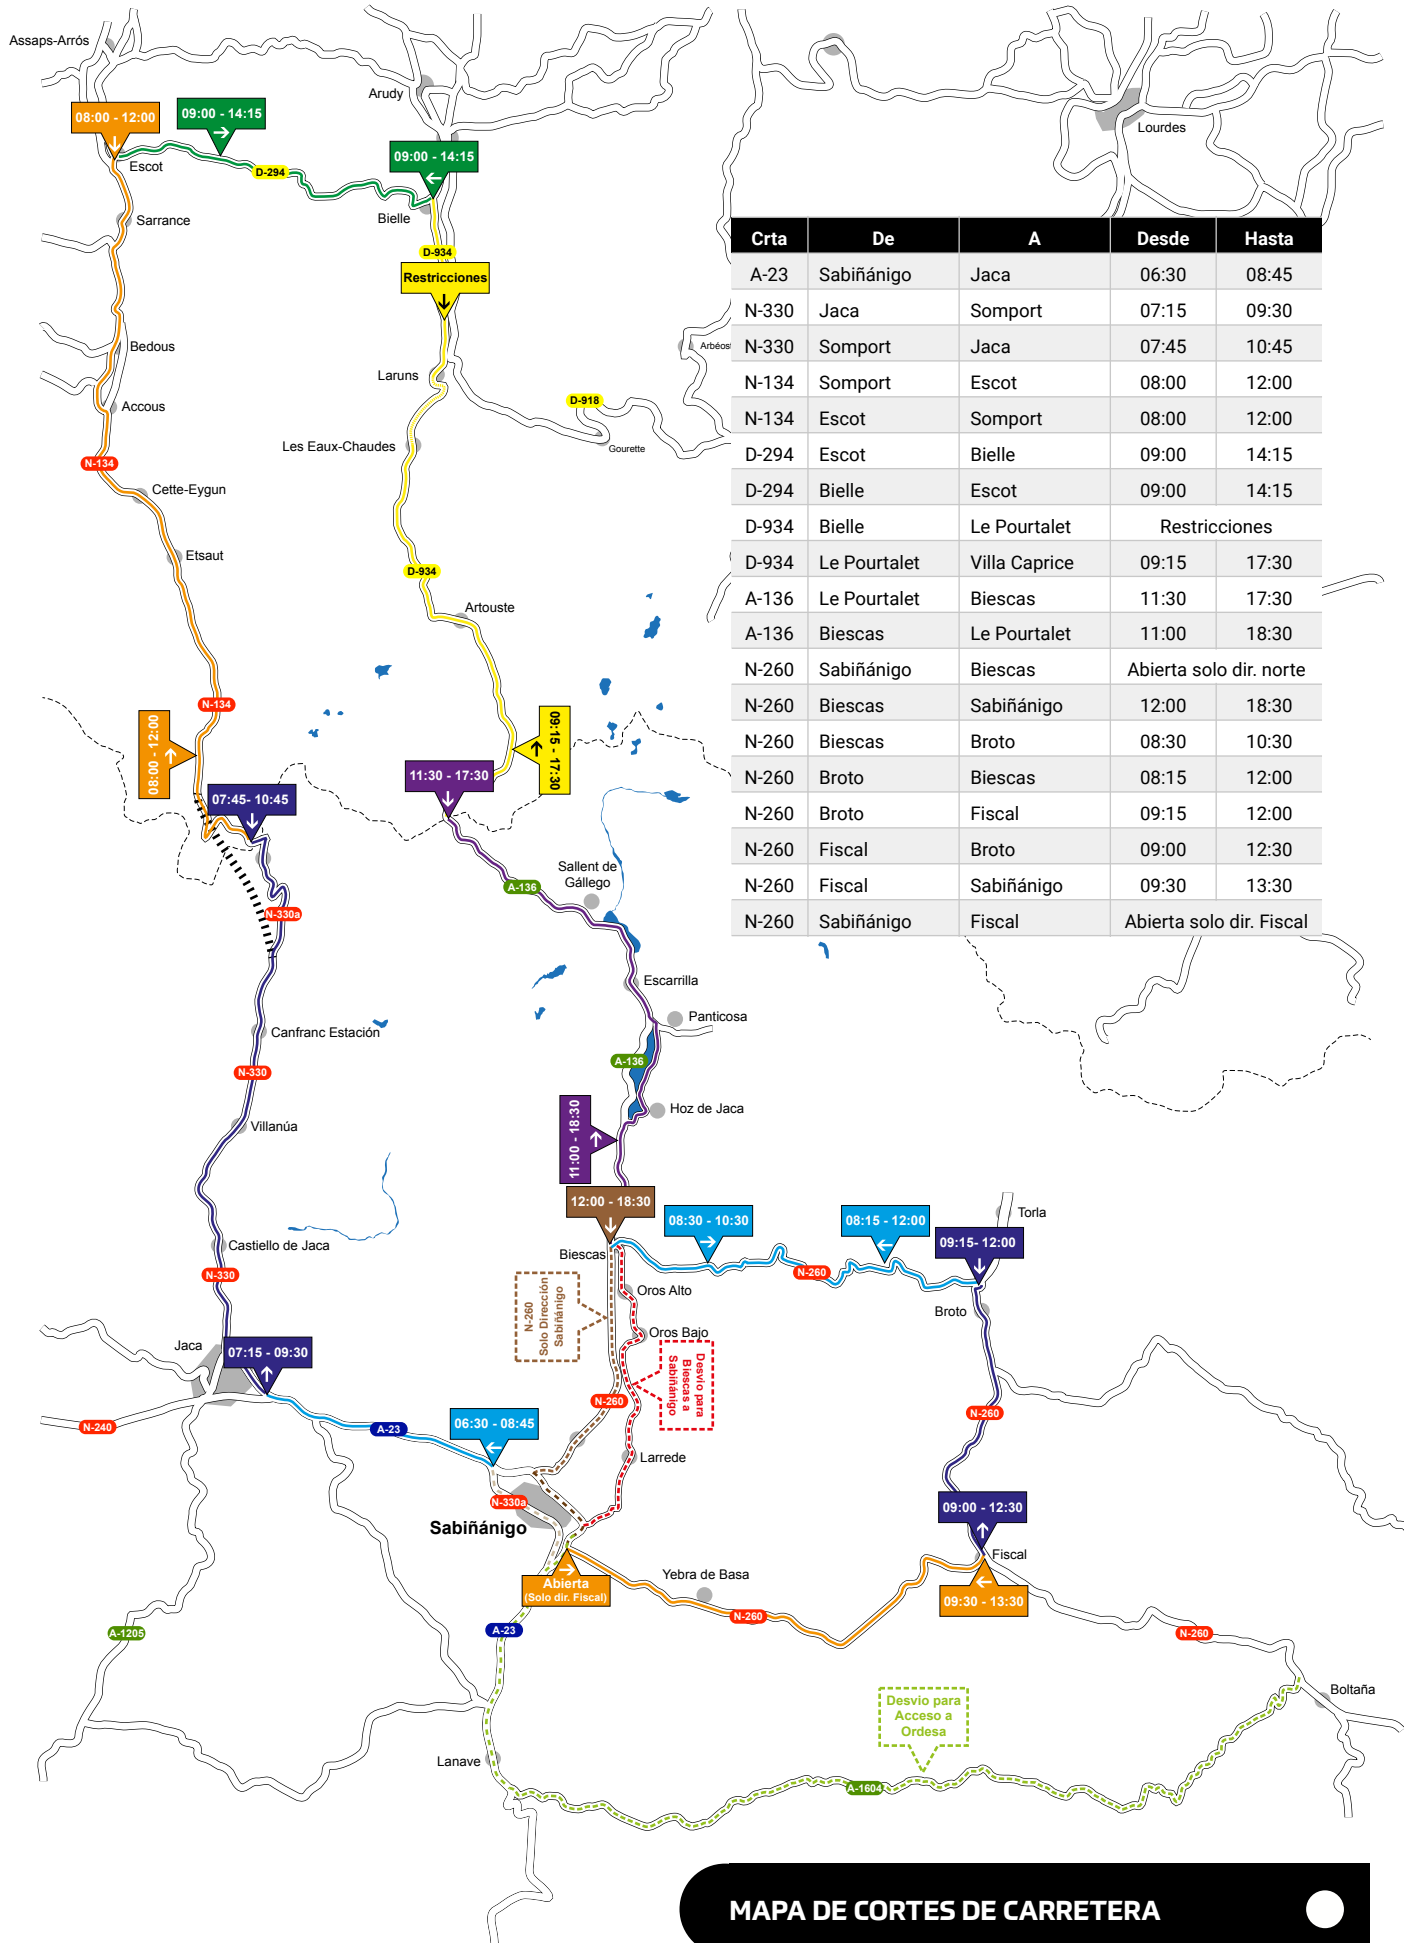 Assaps-Arrós
Arudy
Lourdes
08:00 - 12:00
09:00 - 14:15
09:00 - 14:15
Escot
D-294
Bielle
Sarrance
D-934
Restricciones
Bedous
Arbéost
Laruns
Accous
D-918
Les Eaux-Chaudes
Gourette
N-134
Cette-Eygun
Etsaut
D-934
Artouste
N-134
08:00 - 12:00
09:15 - 17:30
11:30 - 17:30
07:45- 10:45
Crta De A Desde Hasta
A-23 Sabiñánigo Jaca 06:30 08:45
N-330 Jaca Somport 07:15 09:30
N-330 Somport Jaca 07:45 10:45
N-134 Somport Escot 08:00 12:00
N-134 Escot Somport 08:00 12:00
D-294 Escot Bielle 09:00 14:15
D-294 Bielle Escot 09:00 14:15
D-934 Bielle Le Pourtalet Restricciones
D-934 Le Pourtalet Villa Caprice 09:15 17:30
A-136 Le Pourtalet Biescas 11:30 17:30
A-136 Biescas Le Pourtalet 11:00 18:30
N-260 Sabiñánigo Biescas Abierta solo dir. norte
N-260 Biescas Sabiñánigo 12:00 18:30
N-260 Biescas Broto 08:30 10:30
N-260 Broto Biescas 08:15 12:00
N-260 Broto Fiscal 09:15 12:00
N-260 Fiscal Broto 09:00 12:30
N-260 Fiscal Sabiñánigo 09:30 13:30
N-260 Sabiñánigo Fiscal Abierta solo dir. Fiscal
Sallent de
Gállego
A-136
N-330a
Escarrilla
Panticosa
Canfranc Estación
A-136
N-330
Hoz de Jaca
Villanúa
11:00 - 18:30
12:00 - 18:30
08:30 - 10:30
08:15 - 12:00
Torla
09:15- 12:00
Castiello de Jaca
Biescas
N-330
N-260
Oros Alto
N-260
Solo Dirección
Sabiñánigo
Broto
Oros Bajo
Jaca
07:15 - 09:30
Desvio para
Biescas a
Sabiñánigo
N-260
N-260
N-240
A-23
06:30 - 08:45
Larrede
N-330a
09:00 - 12:30
Sabiñánigo
Fiscal
Yebra de Basa
Abierta
(Solo dir. Fiscal)
09:30 - 13:30
N-260
A-1205
A-23
N-260
Boltaña
Desvio para
Acceso a
Ordesa
Lanave
A-1604
MAPA DE CORTES DE CARRETERA